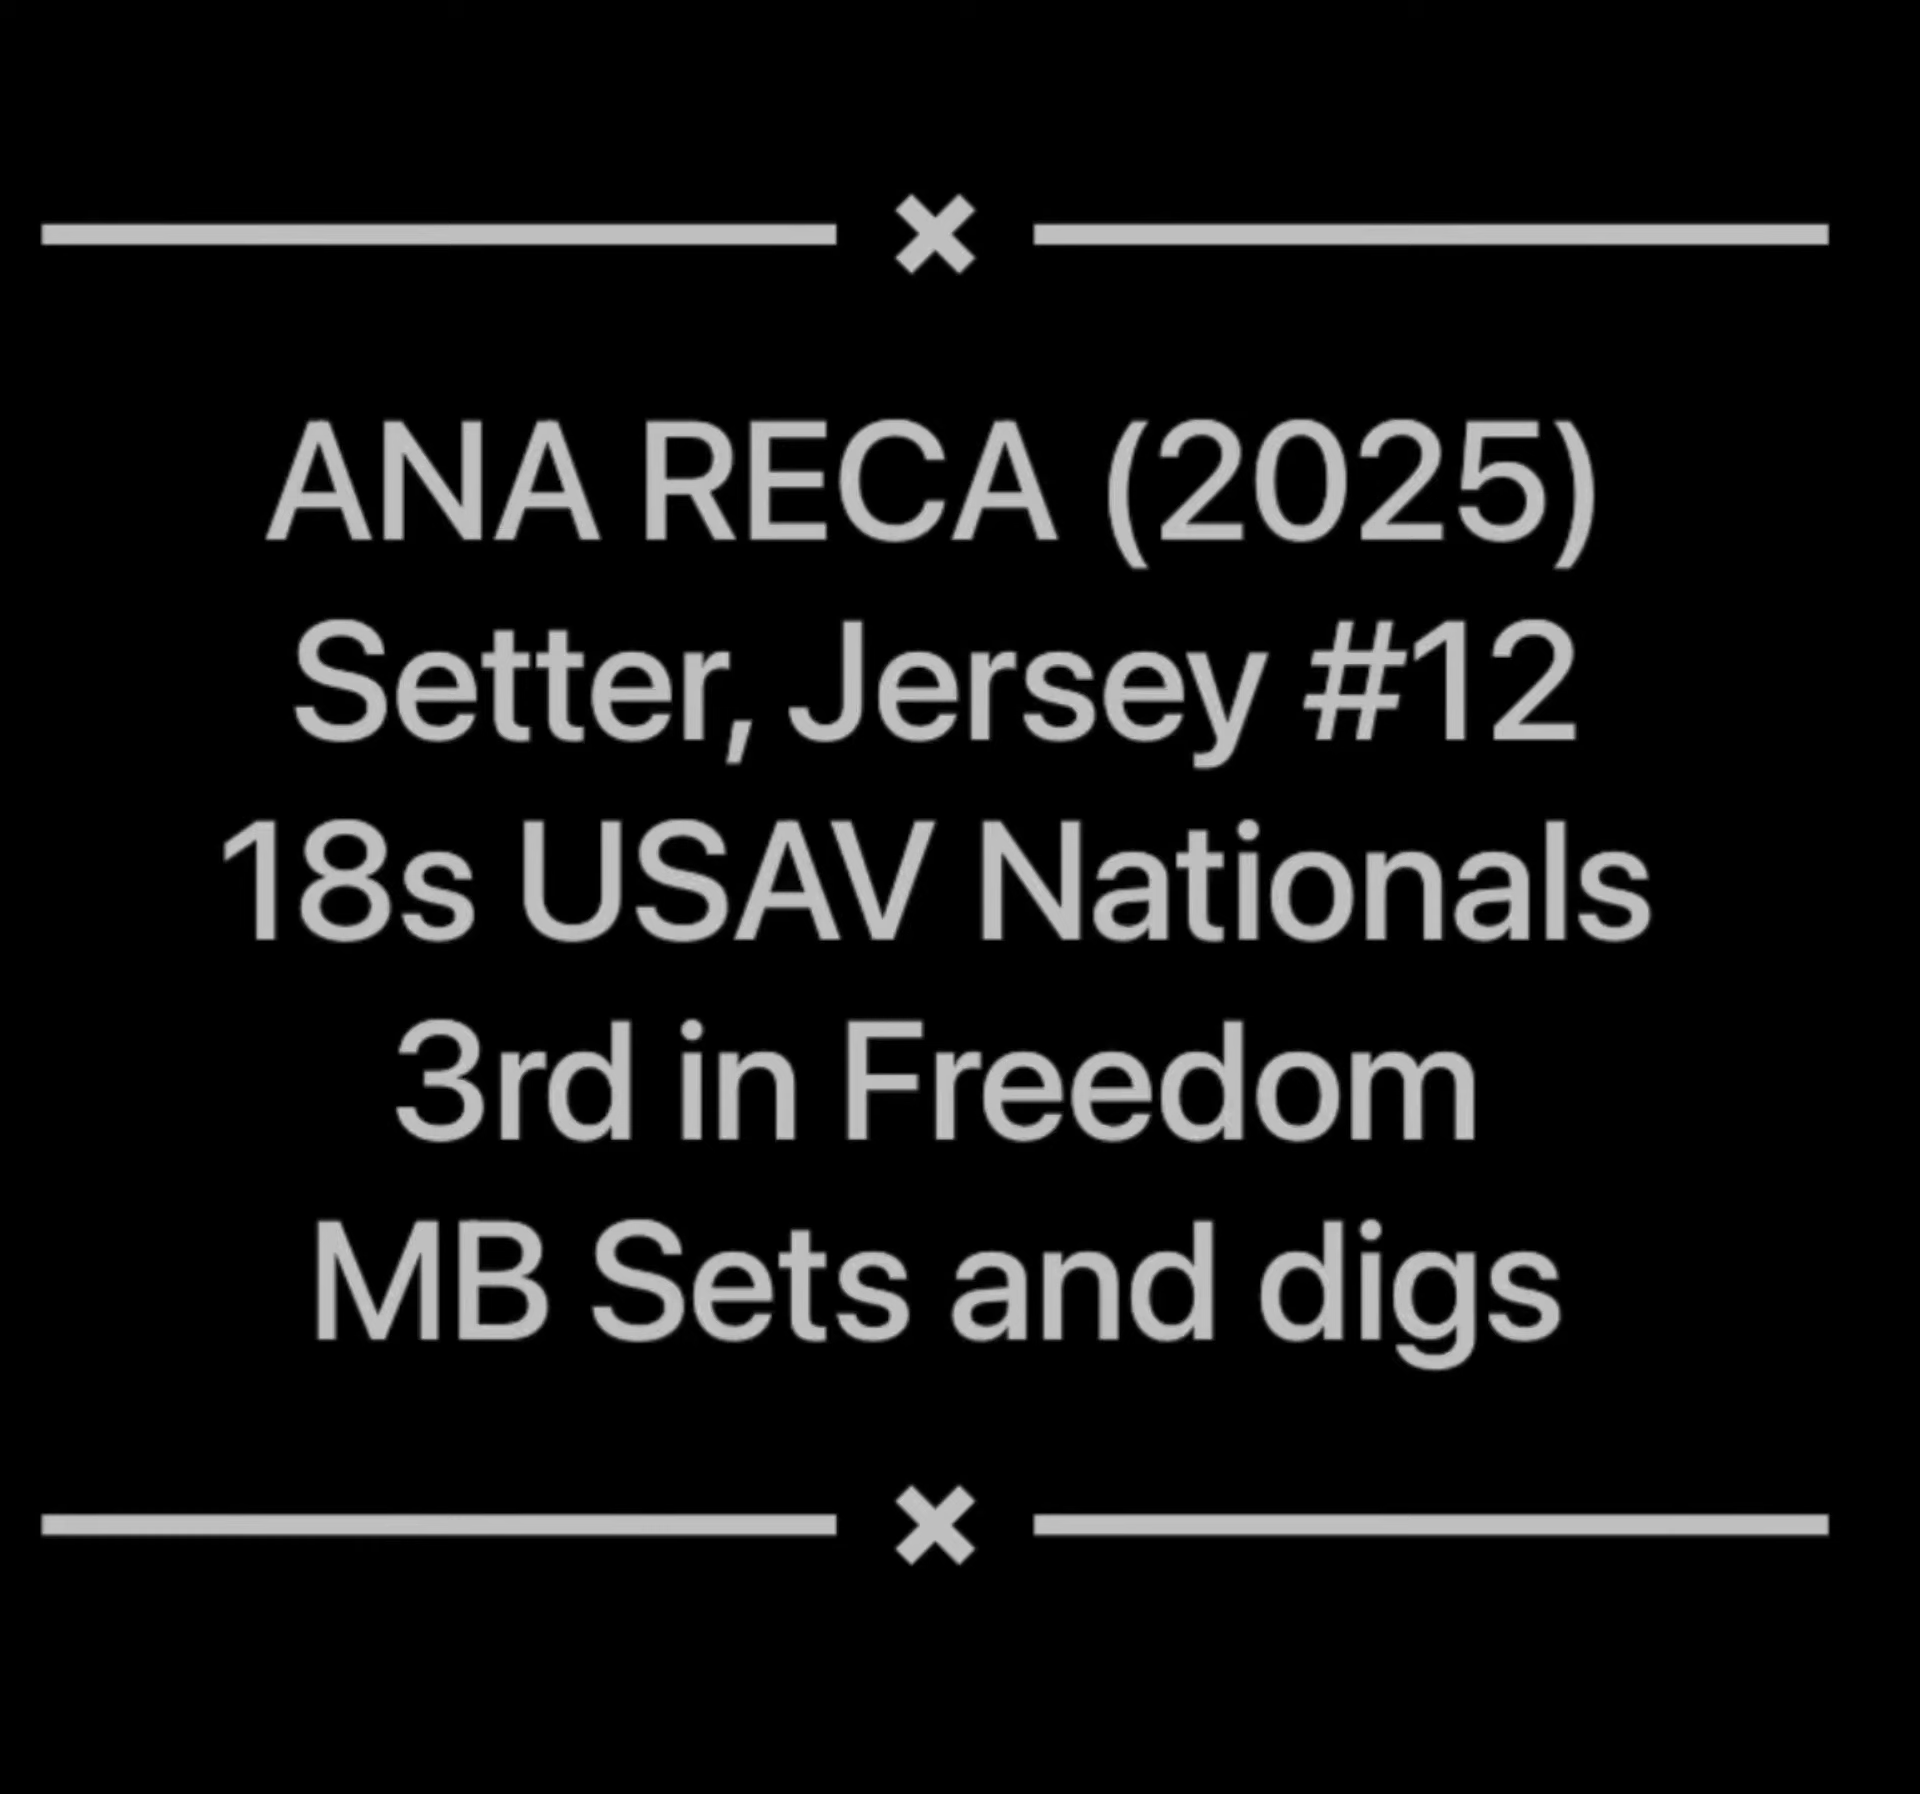 ANA RECA (2025)
Setter, Jersey #12
18s USAV Nationals
3rd in Freedom
MB Sets and digs